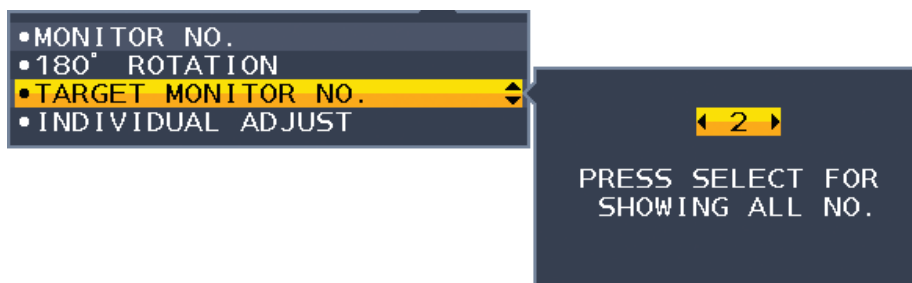 •MONITOR NO.
•180° ROTATION
•TARGET MONITOR NO.
•INDIVIDUAL ADJUST
2
PRESS SELECT FOR
SHOWING ALL NO.